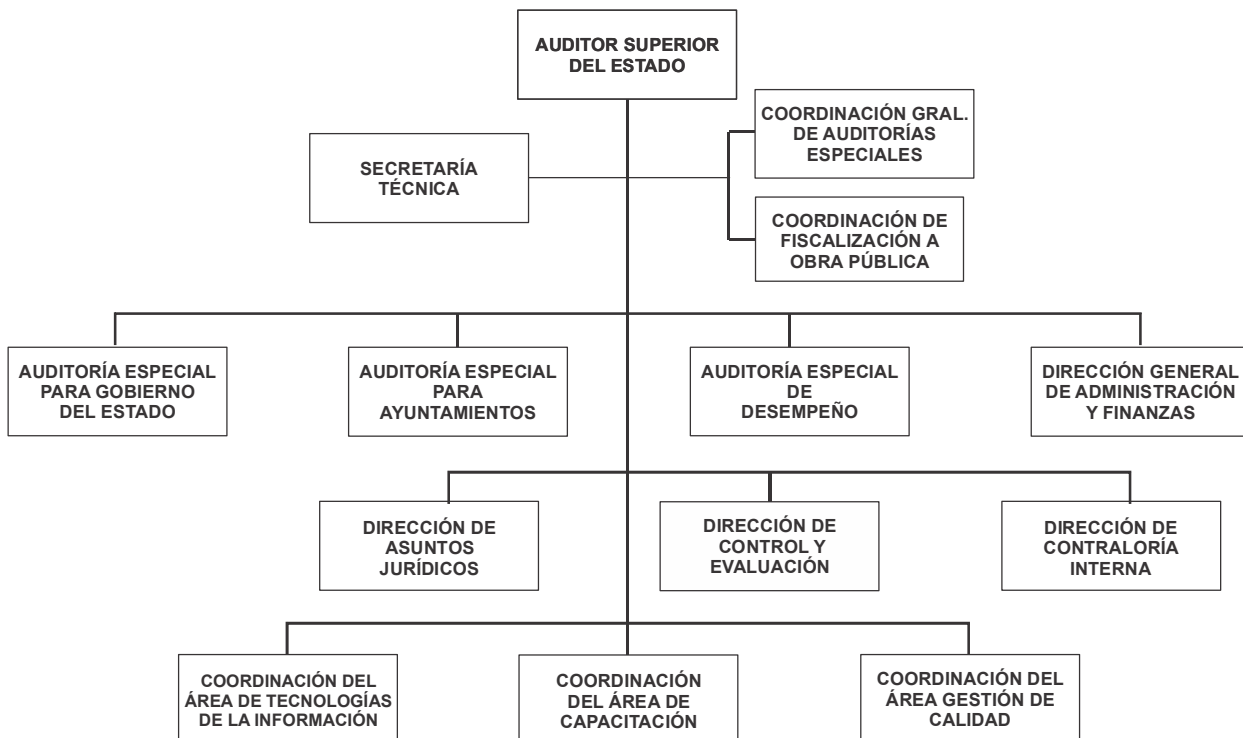 AUDITOR SUPERIOR
DEL ESTADO
COORDINACIÓN GRAL.
DE AUDITORÍAS
ESPECIALES
SECRETARÍA
TÉCNICA
COORDINACIÓN DE
FISCALIZACIÓN A
OBRA PÚBLICA
AUDITORÍA ESPECIAL
PARA GOBIERNO
DEL ESTADO
AUDITORÍA ESPECIAL
PARA
AYUNTAMIENTOS
AUDITORÍA ESPECIAL
DE
DESEMPEÑO
DIRECCIÓN GENERAL
DE ADMINISTRACIÓN
Y FINANZAS
DIRECCIÓN DE
ASUNTOS
JURÍDICOS
DIRECCIÓN DE
CONTROL Y
EVALUACIÓN
DIRECCIÓN DE
CONTRALORÍA
INTERNA
COORDINACIÓN DEL
ÁREA DE TECNOLOGÍAS
DE LA INFORMACIÓN
COORDINACIÓN
DEL ÁREA DE
CAPACITACIÓN
COORDINACIÓN DEL
ÁREA GESTIÓN DE
CALIDAD